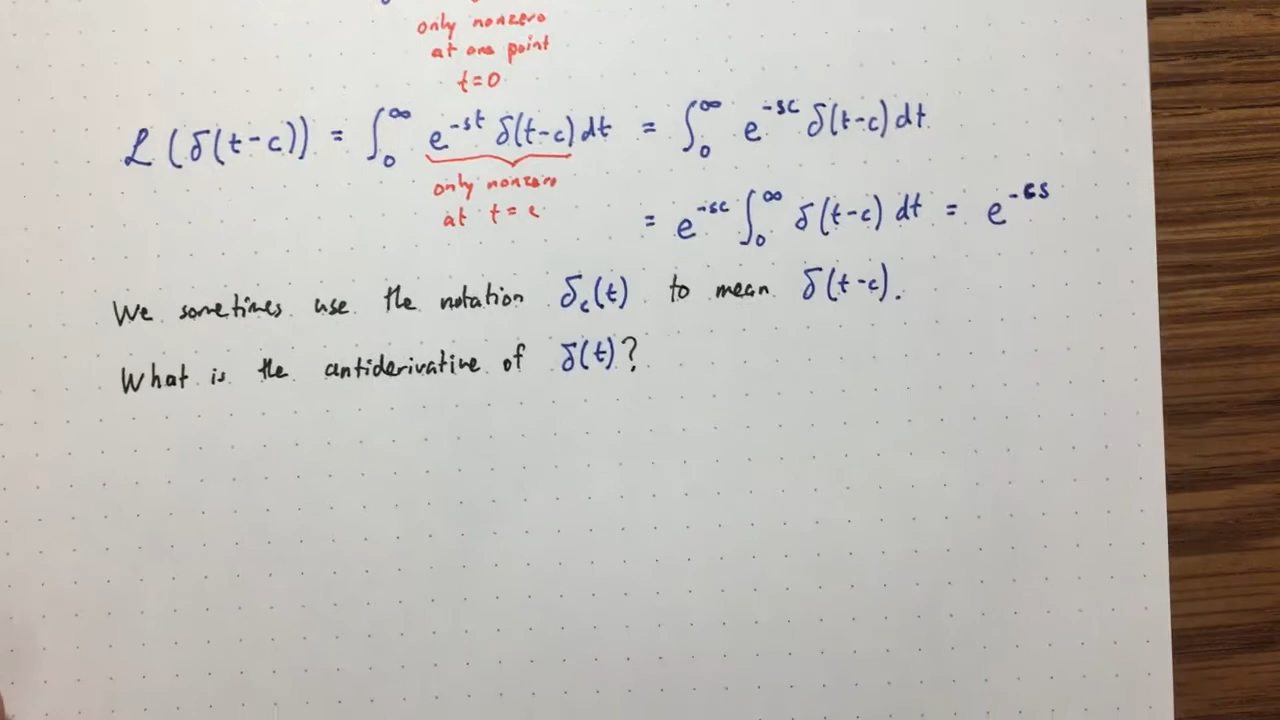 only nonzero
at one point
t=0
ℒ(δ(t-c)) = ∫₀^∞ e^{-st} δ(t-c) dt = ∫₀^∞ e^{-sc} δ(t-c) dt
only nonzero
at t = c
= e^{-sc} ∫₀^∞ δ(t-c) dt = e^{-cs}
We sometimes use the notation δ_c(t) to mean δ(t-c).
What is the antiderivative of δ(t)?